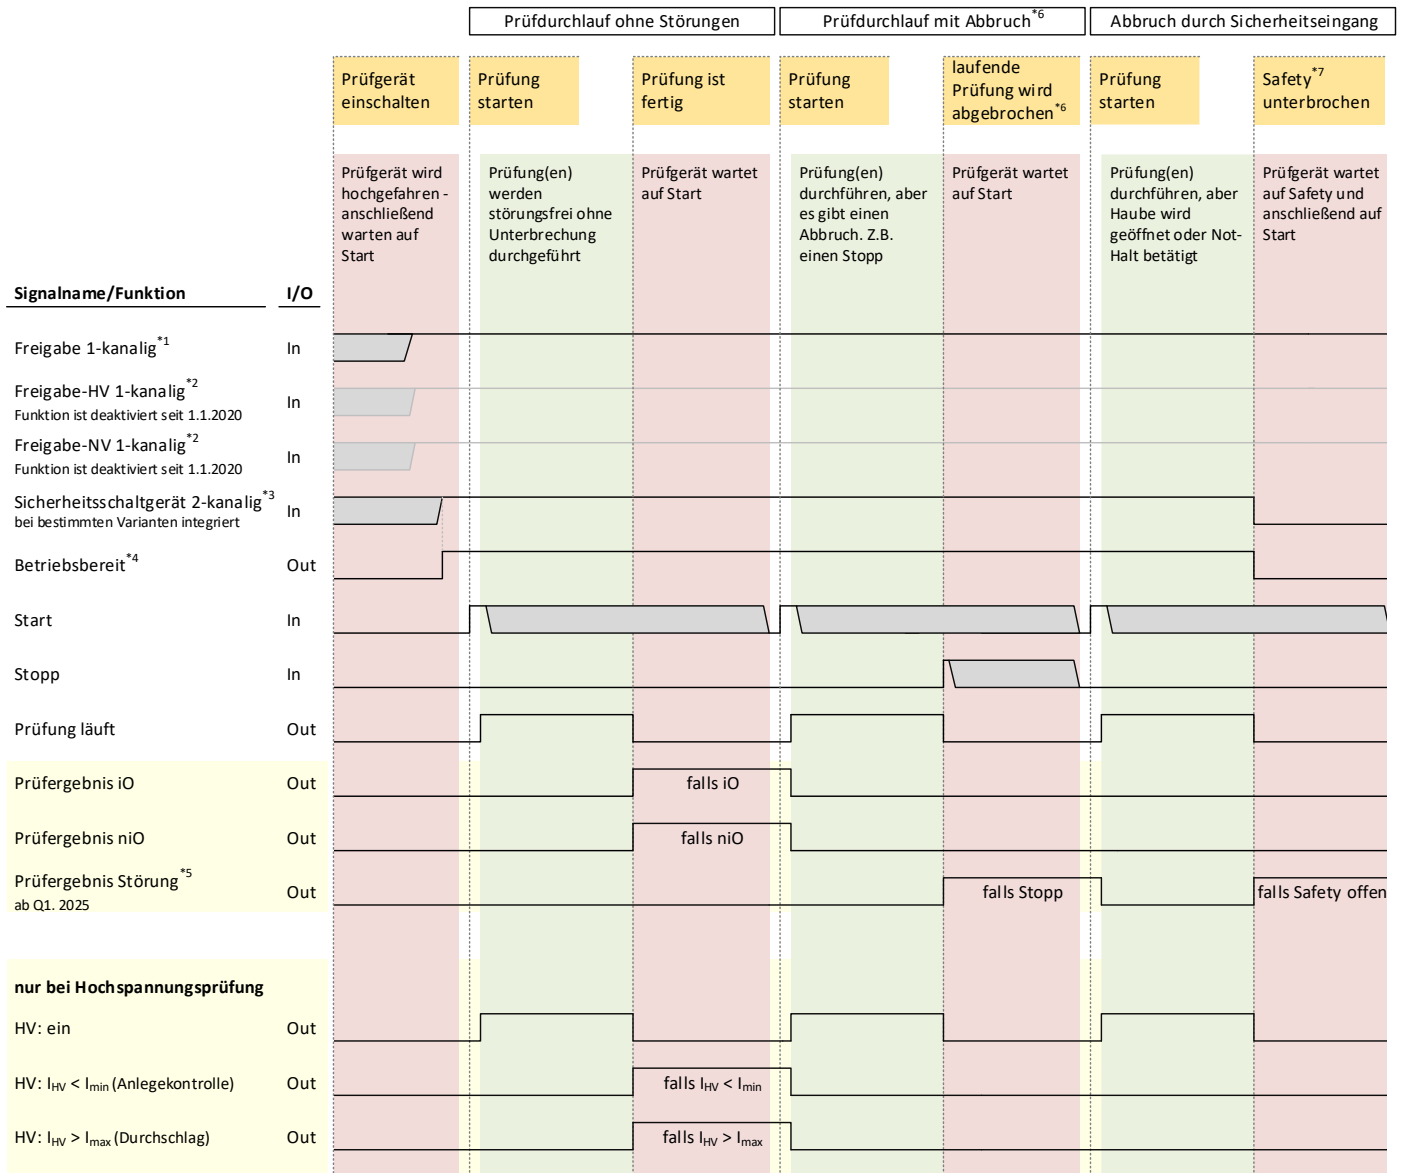 Prüfdurchlauf ohne Störungen
Prüfdurchlauf mit Abbruch*6
Abbruch durch Sicherheitseingang
Prüfgerät
einschalten
Prüfung
starten
Prüfung ist
fertig
Prüfung
starten
laufende
Prüfung wird
abgebrochen*6
Prüfung
starten
Safety*7
unterbrochen
Prüfgerät wird
hochgefahren -
anschließend
warten auf
Start
Prüfung(en)
werden
störungsfrei ohne
Unterbrechung
durchgeführt
Prüfgerät wartet
auf Start
Prüfung(en)
durchführen, aber
es gibt einen
Abbruch. Z.B.
einen Stopp
Prüfgerät wartet
auf Start
Prüfung(en)
durchführen, aber
Haube wird
geöffnet oder Not-
Halt betätigt
Prüfgerät wartet
auf Safety und
anschließend auf
Start
Signalname/Funktion I/O
Freigabe 1-kanalig*1 In
Freigabe-HV 1-kanalig*2
Funktion ist deaktiviert seit 1.1.2020
In
Freigabe-NV 1-kanalig*2
Funktion ist deaktiviert seit 1.1.2020
In
Sicherheitsschaltgerät 2-kanalig*3
bei bestimmten Varianten integriert
In
Betriebsbereit*4 Out
Start In
Stopp In
Prüfung läuft Out
Prüfergebnis iO Out falls iO
Prüfergebnis niO Out falls niO
Prüfergebnis Störung*5
ab Q1. 2025
Out falls Stopp falls Safety offen
nur bei Hochspannungsprüfung
HV: ein Out
HV: IHV < Imin (Anlegekontrolle) Out falls IHV < Imin
HV: IHV > Imax (Durchschlag) Out falls IHV > Imax